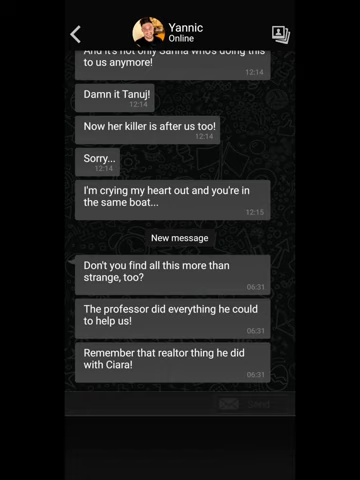 Yannic
Online
And it's not only Sanna who's doing this
to us anymore!
12:14
Damn it Tanuj!
12:14
Now her killer is after us too!
12:14
Sorry...
12:14
I'm crying my heart out and you're in
the same boat...
12:15
New message
Don't you find all this more than
strange, too?
06:31
The professor did everything he could
to help us!
06:31
Remember that realtor thing he did
with Ciara!
06:31
Send